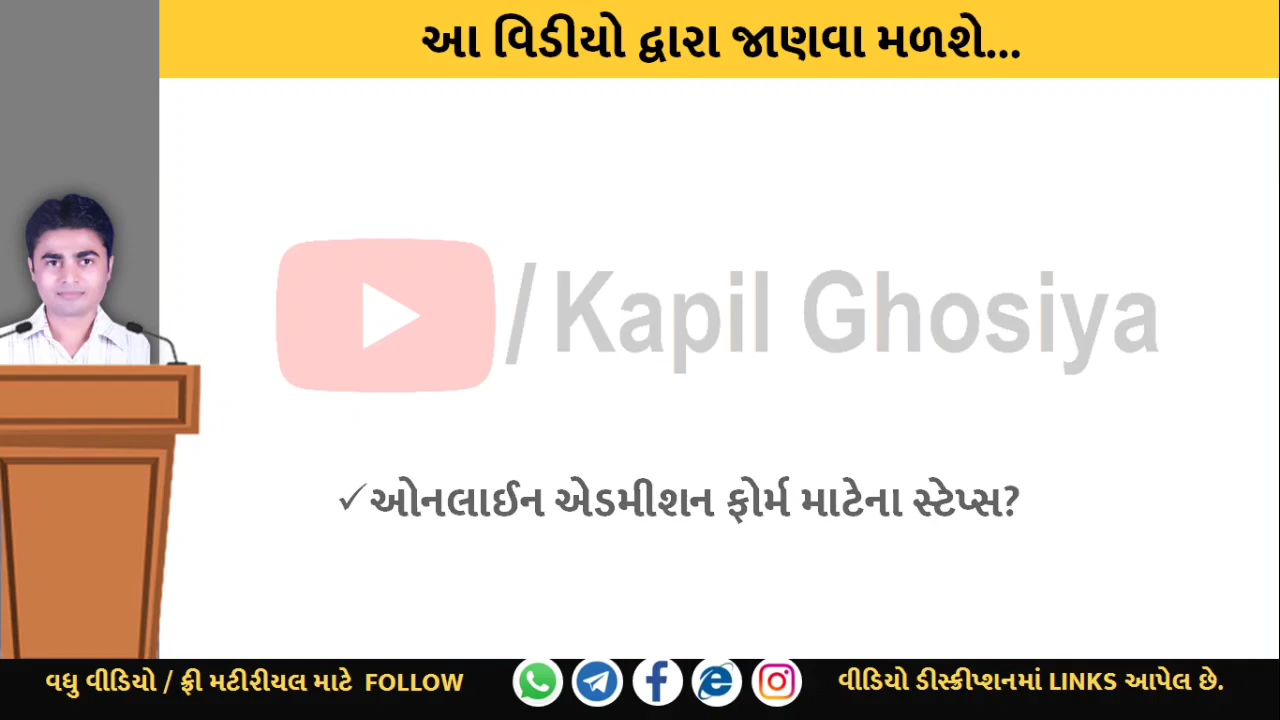 આ વિડીયો દ્વારા જાણવા મળશે...
/Kapil Ghosiya
✓ઓનલાઈન એડમીશન ફોર્મ માટેના સ્ટેપ્સ?
વધુ વીડિયો / ફ્રી મટીરીયલ માટે FOLLOW
વીડિયો ડીસ્ક્રીપ્શનમાં LINKS આપેલ છે.